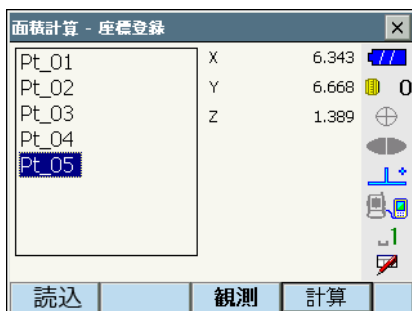 面積計算 - 座標登録
Pt_01
Pt_02
Pt_03
Pt_04
Pt_05
X 6.343
Y 6.668
Z 1.389
0
1
読込 観測 計算